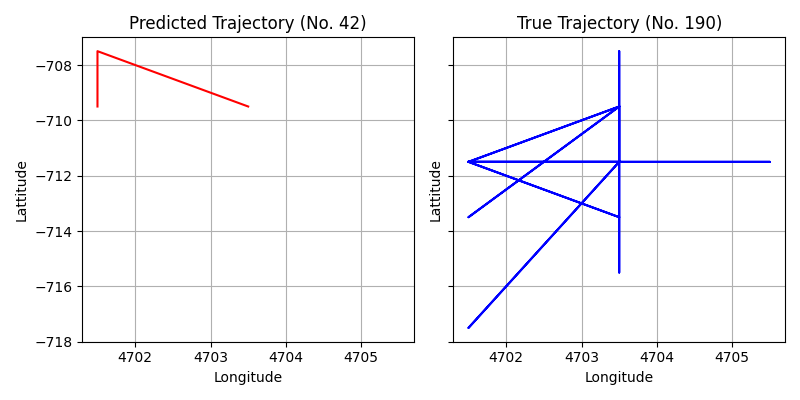 Predicted Trajectory (No. 42)
True Trajectory (No. 190)
Lattitude
−708
−710
−712
−714
−716
−718
4702
4703
4704
4705
Longitude
Lattitude
4702
4703
4704
4705
Longitude